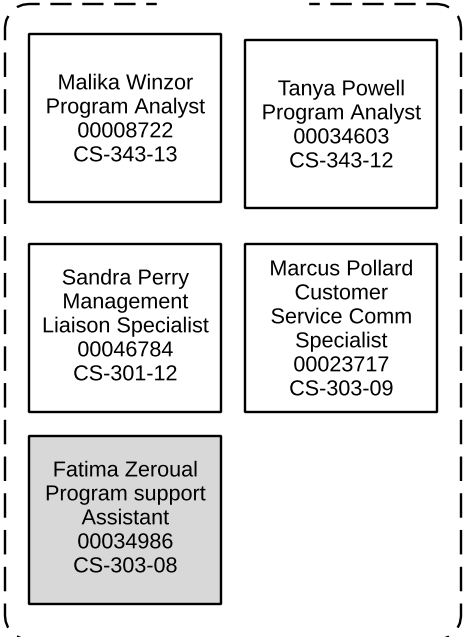 Malika Winzor
Program Analyst
00008722
CS-343-13
Tanya Powell
Program Analyst
00034603
CS-343-12
Sandra Perry
Management
Liaison Specialist
00046784
CS-301-12
Marcus Pollard
Customer
Service Comm
Specialist
00023717
CS-303-09
Fatima Zeroual
Program support
Assistant
00034986
CS-303-08